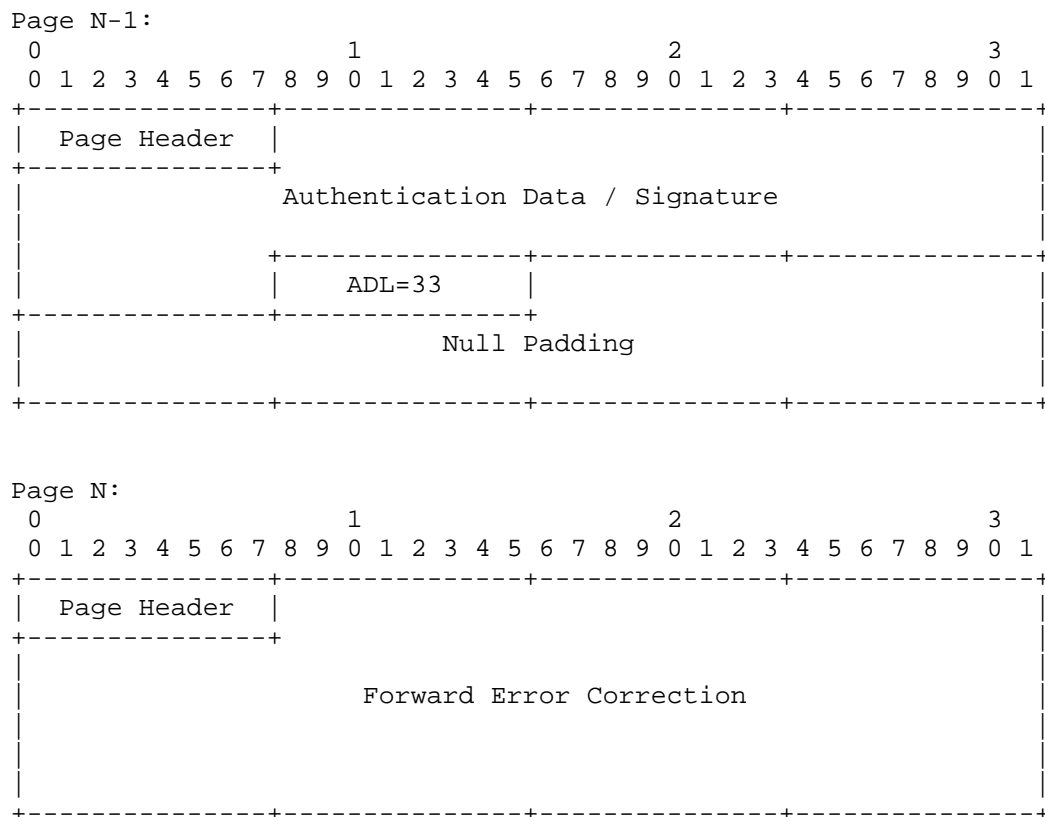 Page N-1:
 0                   1                   2                   3
 0 1 2 3 4 5 6 7 8 9 0 1 2 3 4 5 6 7 8 9 0 1 2 3 4 5 6 7 8 9 0 1
+---------------+---------------+---------------+---------------+
|  Page Header  |                                               |
+---------------+                                               |
|                Authentication Data / Signature                |
|                                                               |
|               +---------------+---------------+---------------+
|               |    ADL=33     |                               |
+---------------+---------------+                               |
|                          Null Padding                         |
|                                                               |
+---------------+---------------+---------------+---------------+
Page N:
 0                   1                   2                   3
 0 1 2 3 4 5 6 7 8 9 0 1 2 3 4 5 6 7 8 9 0 1 2 3 4 5 6 7 8 9 0 1
+---------------+---------------+---------------+---------------+
|  Page Header  |                                               |
+---------------+                                               |
|                                                               |
|                     Forward Error Correction                  |
|                                                               |
|                                                               |
|                                                               |
+---------------+---------------+---------------+---------------+